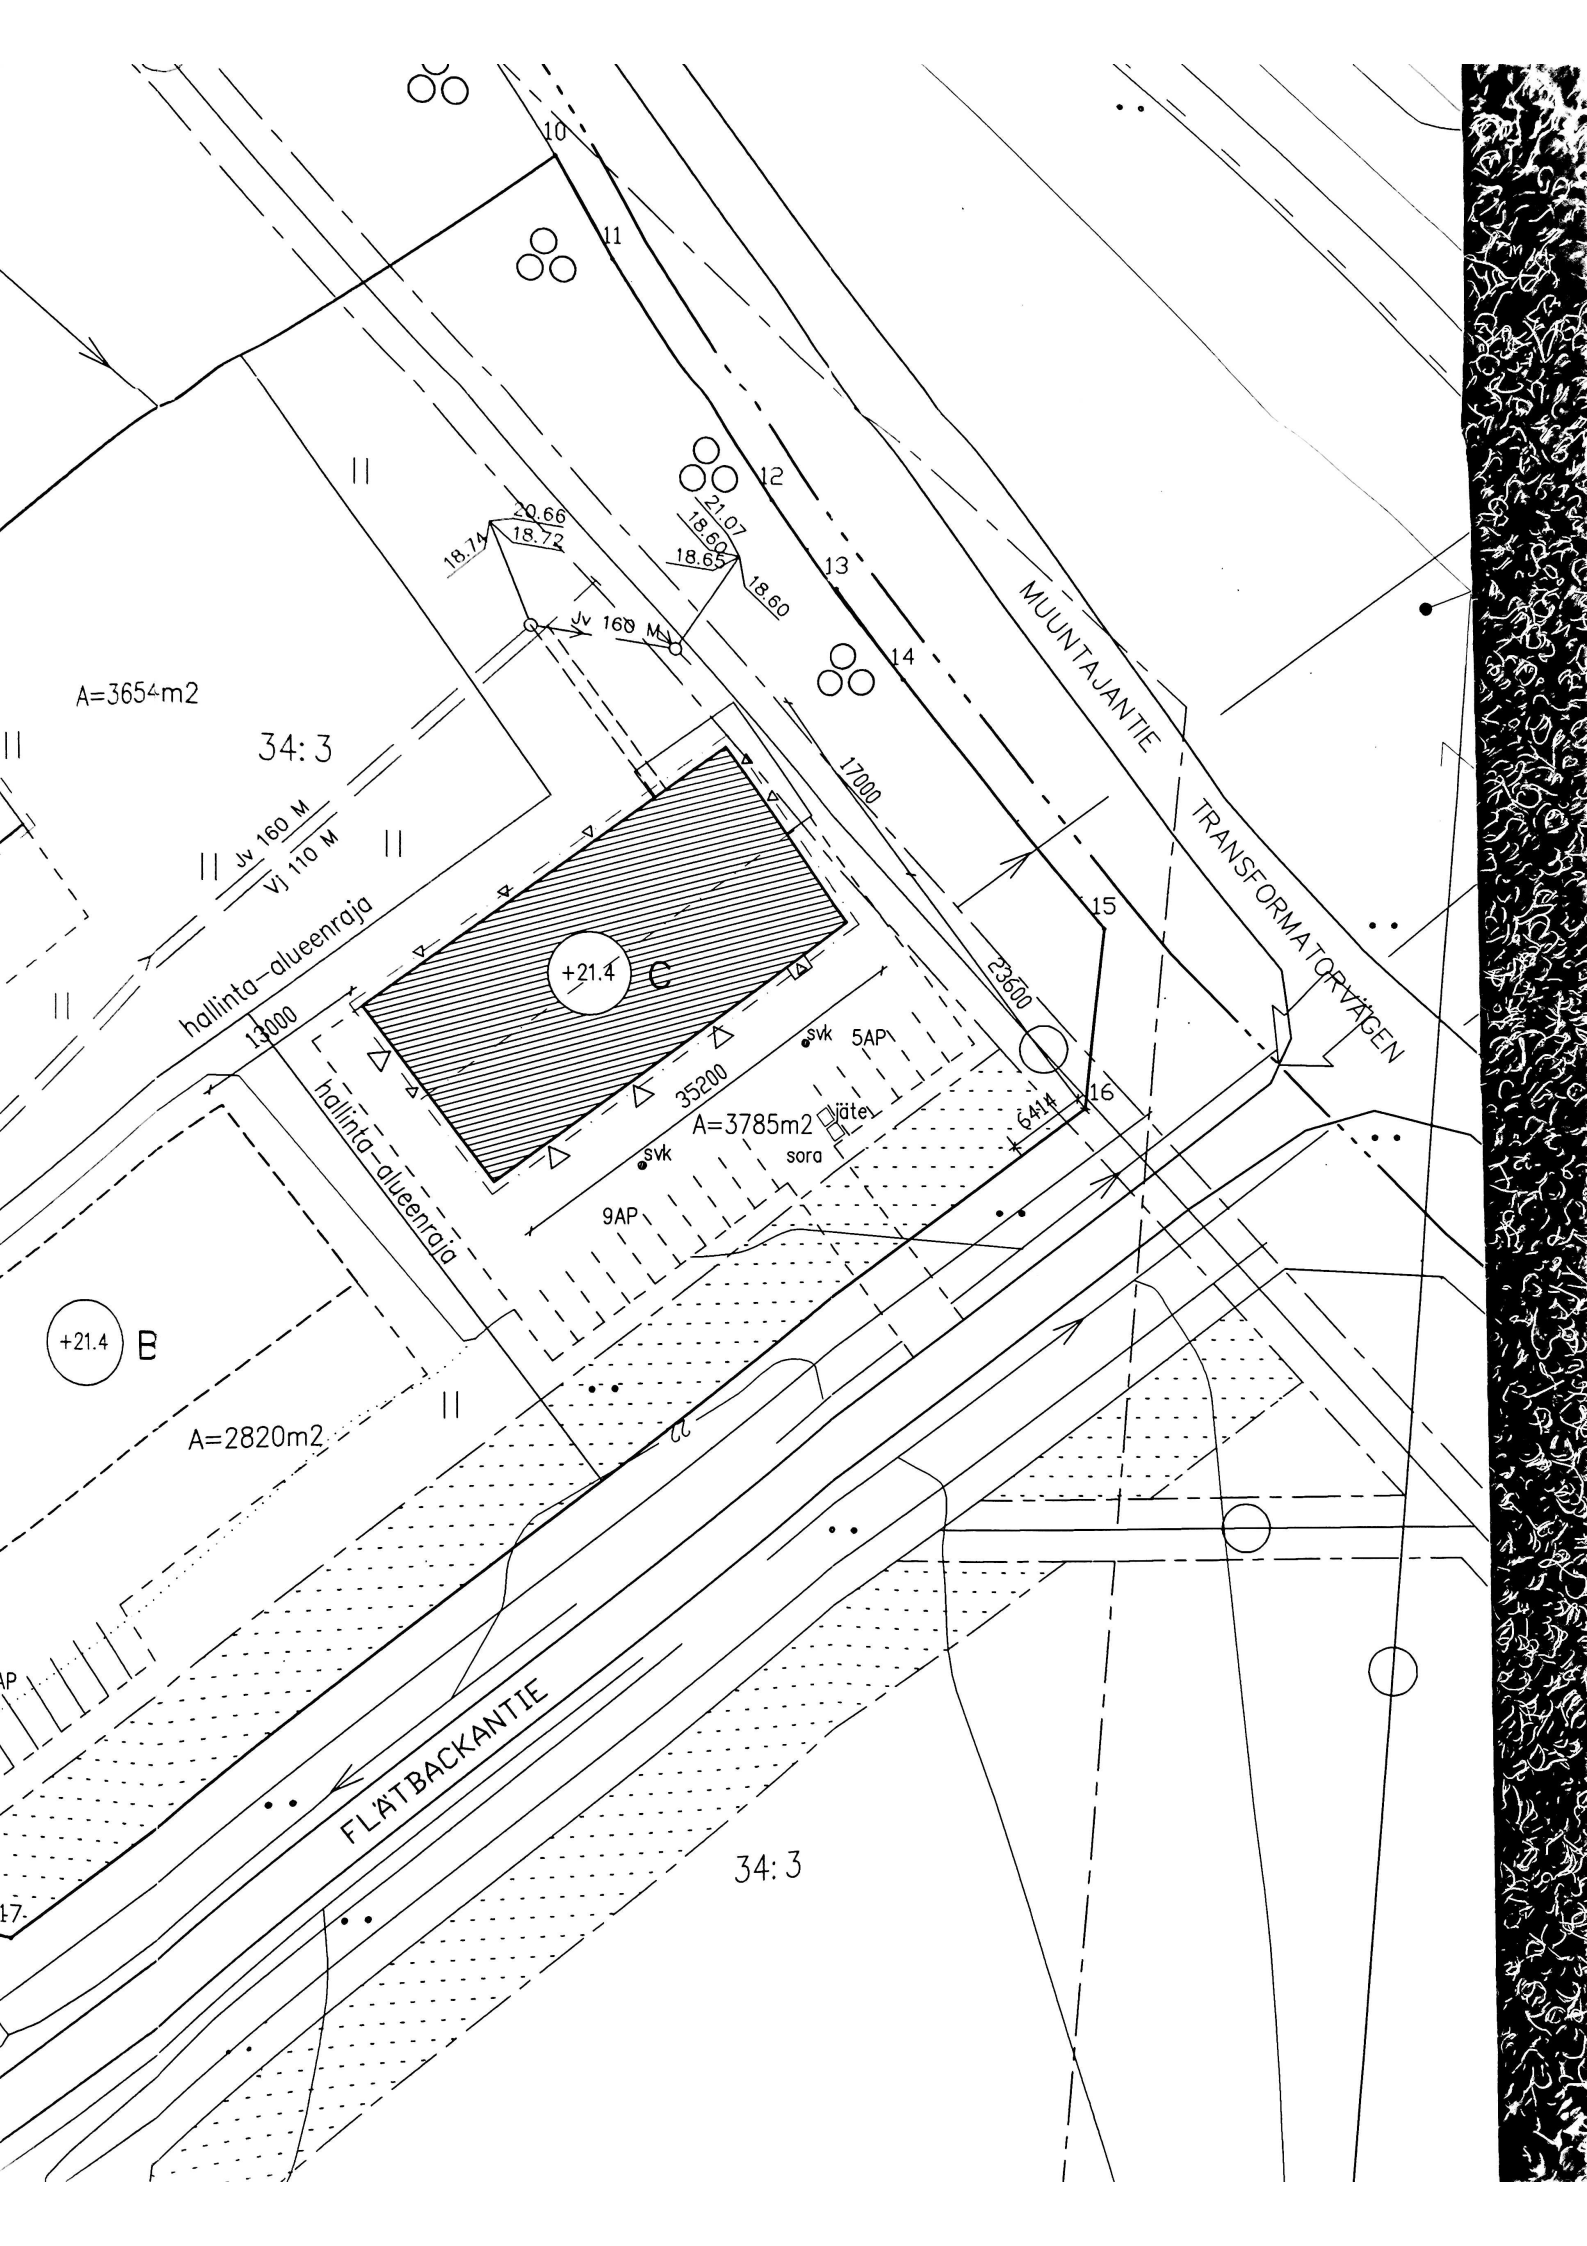 10
11
12
20.66
18.72
18.74
21.07
18.60
18.65
18.60
13
Jv 160 M
14
MUUNTAJANTIE
A=3654m2
34:3
17000
Jv 160 M
Vj 110 M
TRANSFORMATORVÄGEN
hallinta-alueenraja
15
+21.4 C
13000
23600
svk
5AP
hallinta-alueenraja
35200
16
6414
jäte
A=3785m2
svk
sora
9AP
+21.4 B
A=2820m2
22
AP
FLÄTBACKANTIE
34:3
17